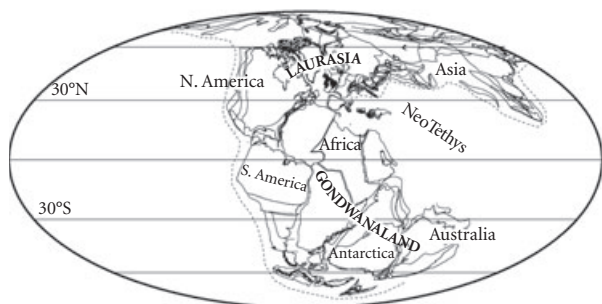 LAURASIA
Asia
N. America
30°N
NeoTethys
Africa
S. America
GONDWANALAND
30°S
Australia
Antarctica